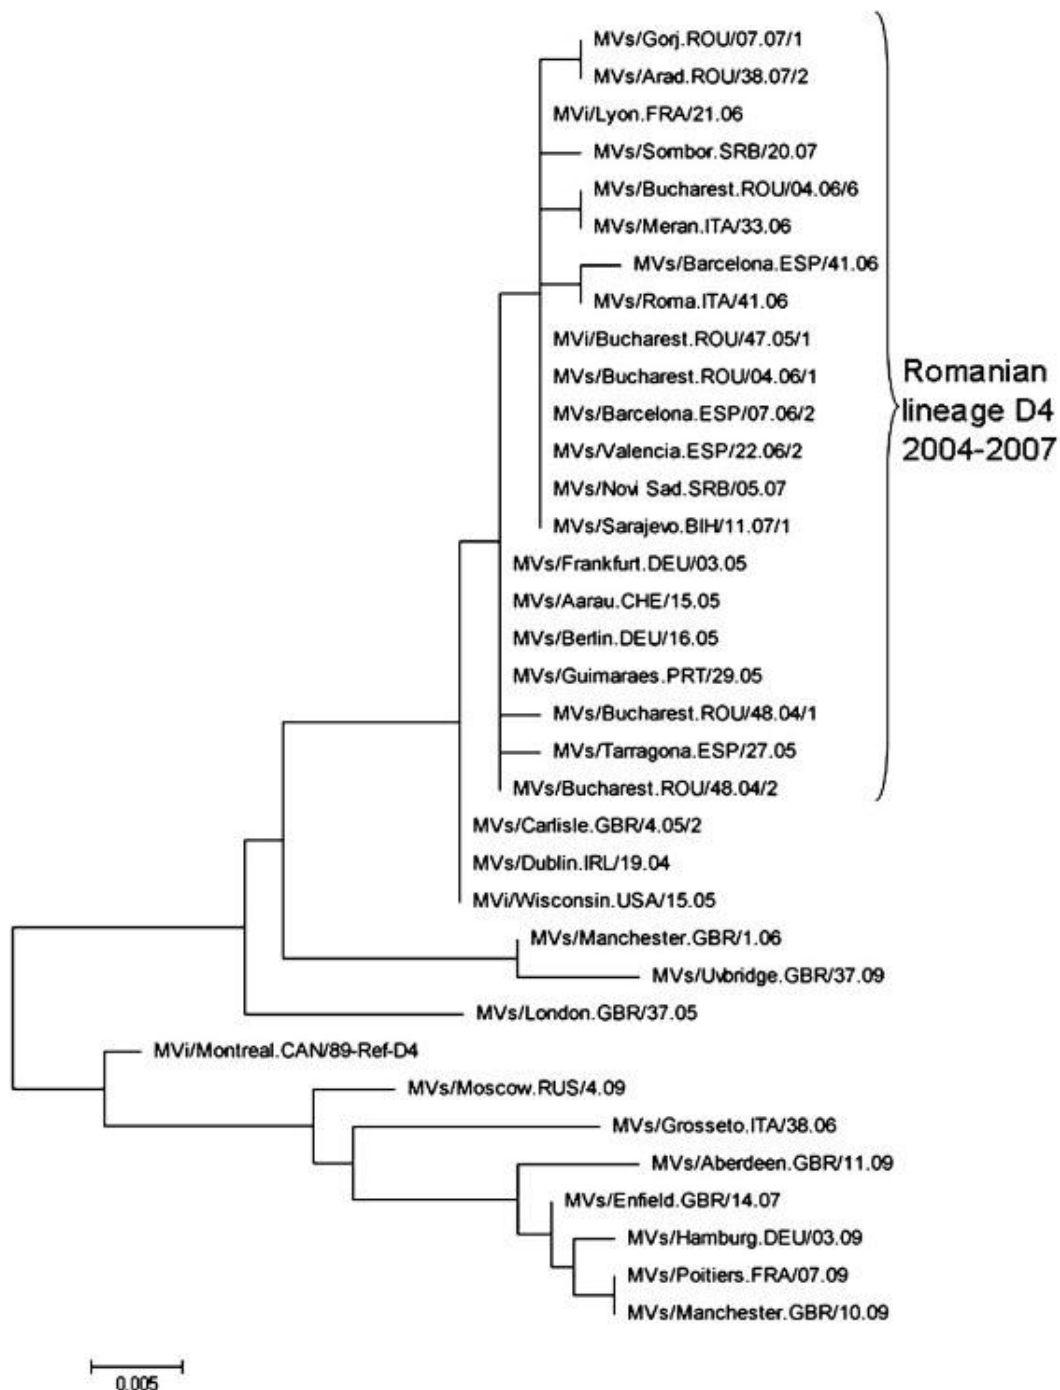 MVs/Gorj.ROU/07.07/1
MVs/Arad.ROU/38.07/2
MVi/Lyon.FRA/21.06
MVs/Sombor.SRB/20.07
MVs/Bucharest.ROU/04.06/6
MVs/Meran.ITA/33.06
MVs/Barcelona.ESP/41.06
MVs/Roma.ITA/41.06
MVi/Bucharest.ROU/47.05/1
MVs/Bucharest.ROU/04.06/1
MVs/Barcelona.ESP/07.06/2
MVs/Valencia.ESP/22.06/2
MVs/Novi Sad.SRB/05.07
MVs/Sarajevo.BIH/11.07/1
MVs/Frankfurt.DEU/03.05
MVs/Aarau.CHE/15.05
MVs/Berlin.DEU/16.05
MVs/Guimaraes.PRT/29.05
MVs/Bucharest.ROU/48.04/1
MVs/Tarragona.ESP/27.05
MVs/Bucharest.ROU/48.04/2
Romanian
lineage D4
2004-2007
MVs/Carlisle.GBR/4.05/2
MVs/Dublin.IRL/19.04
MVi/Wisconsin.USA/15.05
MVs/Manchester.GBR/1.06
MVs/Uxbridge.GBR/37.09
MVs/London.GBR/37.05
MVi/Montreal.CAN/89-Ref-D4
MVs/Moscow.RUS/4.09
MVs/Grosseto.ITA/38.06
MVs/Aberdeen.GBR/11.09
MVs/Enfield.GBR/14.07
MVs/Hamburg.DEU/03.09
MVs/Poitiers.FRA/07.09
MVs/Manchester.GBR/10.09
0.005